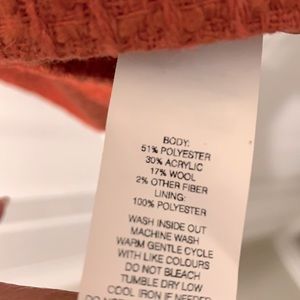 BODY:
51% POLYESTER
30% ACRYLIC
17% WOOL
2% OTHER FIBER
LINING:
100% POLYESTER
WASH INSIDE OUT
MACHINE WASH
WARM GENTLE CYCLE
WITH LIKE COLOURS
DO NOT BLEACH
TUMBLE DRY LOW
COOL IRON IF NEEDED